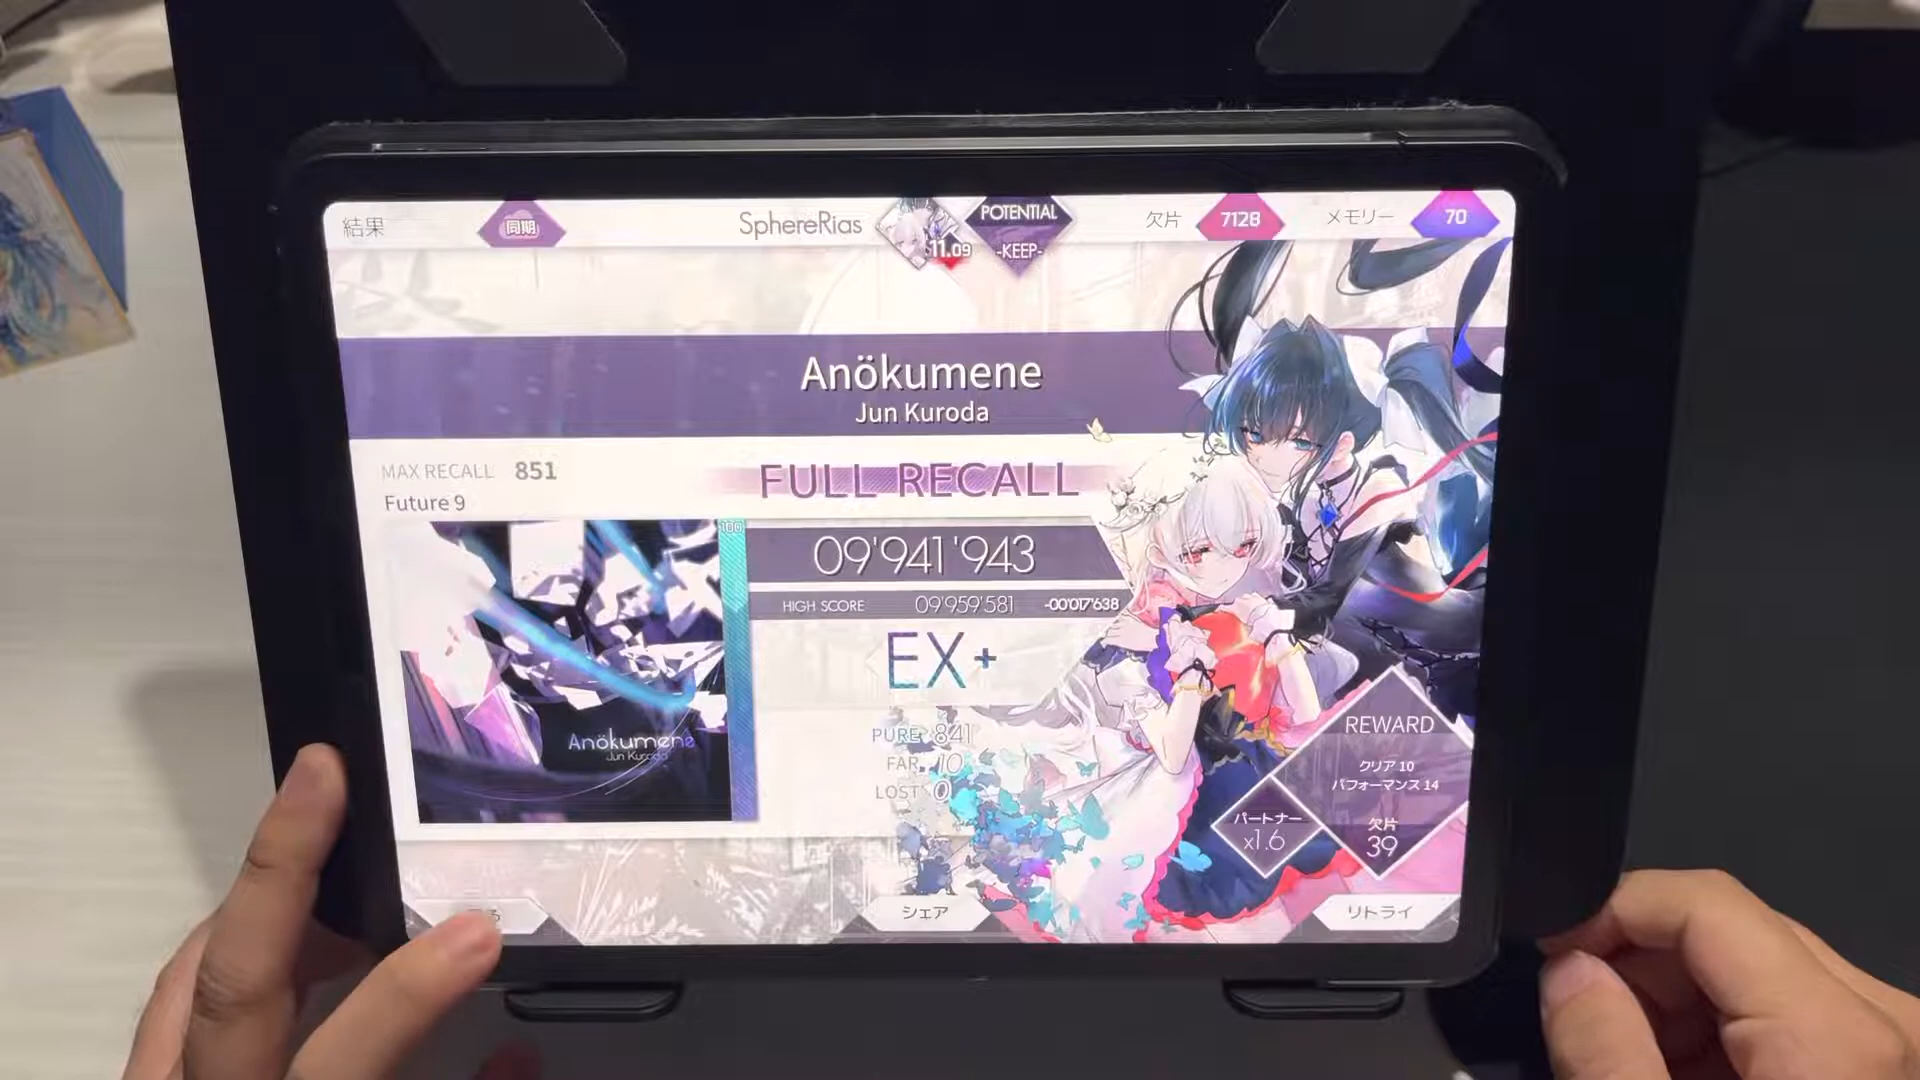 結果
同期
SphereRias
11.09
POTENTIAL
-KEEP-
欠片
7128
メモリー
70
Anökumene
Jun Kuroda
MAX RECALL 851
FULL RECALL
Future 9
100
09'941'943
HIGH SCORE 09'959'581 -00'017'638
EX+
Anökumene
Jun Kuroda
PURE 841
FAR 10
LOST 0
REWARD
クリア 10
パフォーマンス 14
パートナー
x1.6
欠片
39
シェア
リトライ